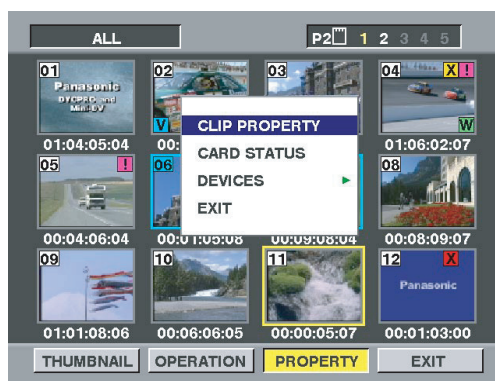 ALL
P2 1 2 3 4 5
01 02 03 04 X !
Panasonic
DVCPRO and
Mini-DV
V W
01:04:05:04 00: 01:06:02:07
CLIP PROPERTY
CARD STATUS
DEVICES
EXIT
05 ! 06 08
00:04:06:04 00:01:05:08 00:09:08:04 00:08:09:07
09 10 11 12 X
Panasonic
01:01:08:06 00:06:06:05 00:00:05:07 00:01:03:00
THUMBNAIL OPERATION PROPERTY EXIT